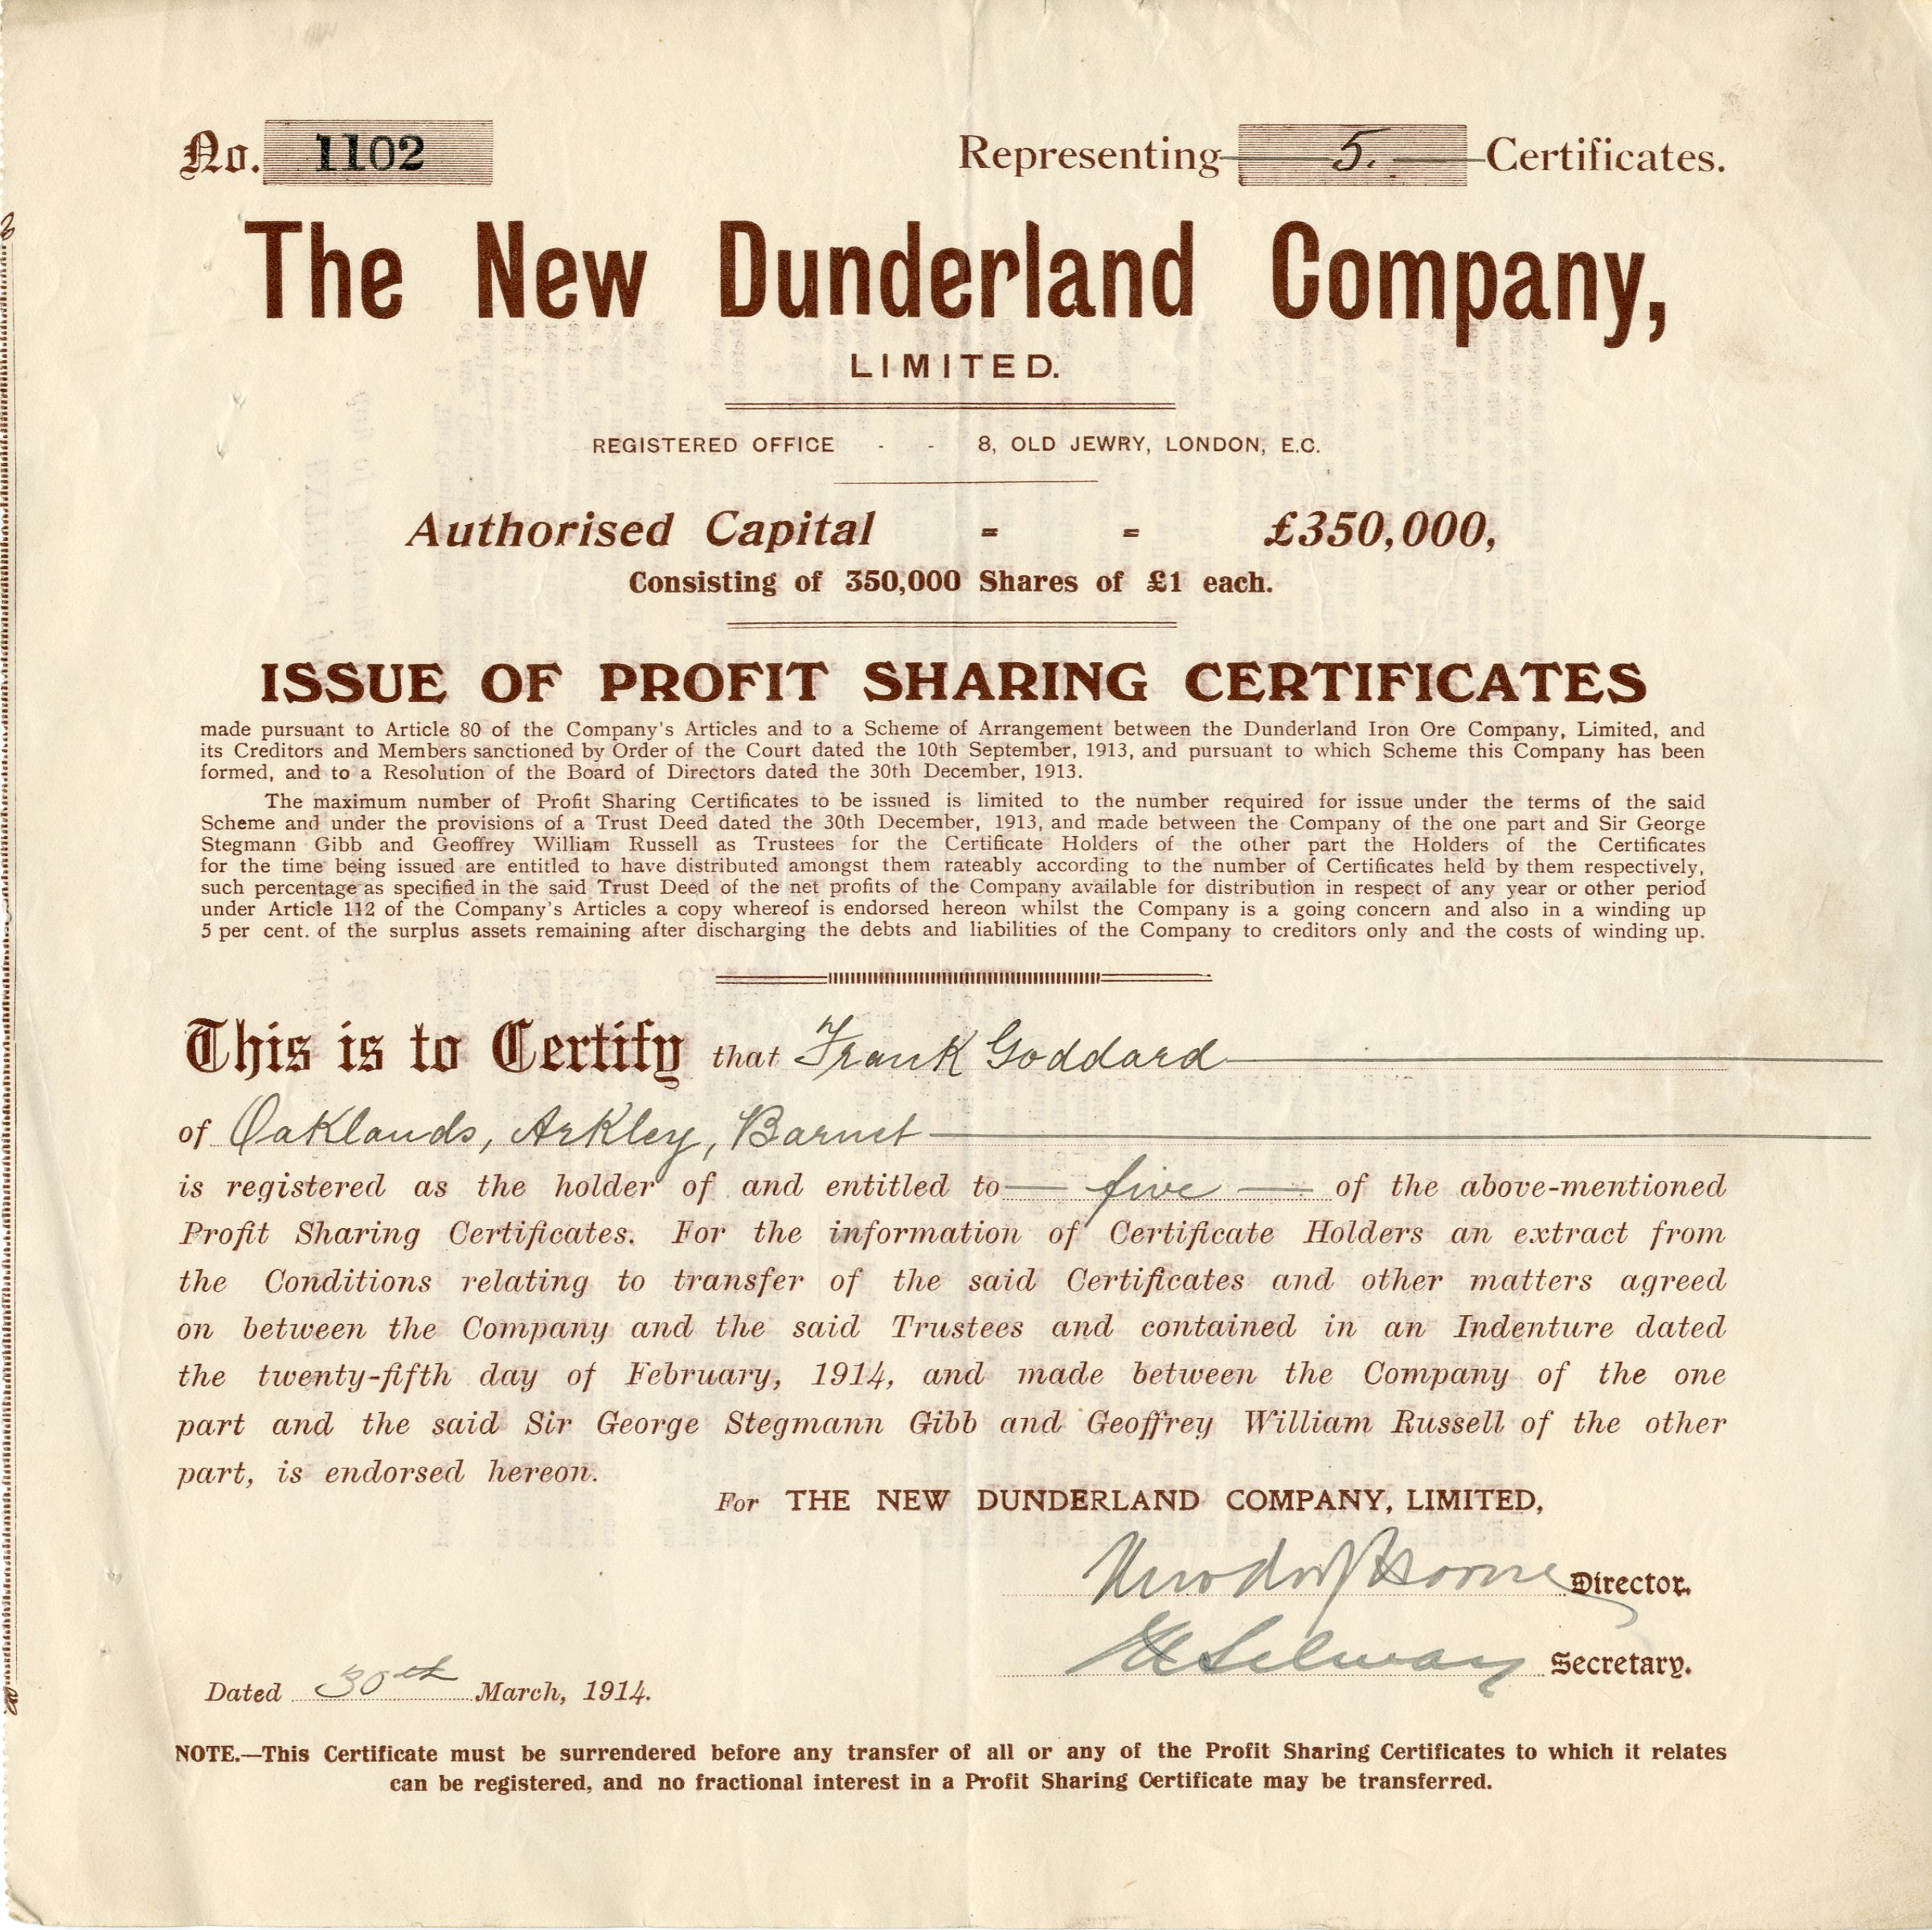 No. 1102 Representing 5. Certificates.
The New Dunderland Company,
LIMITED.
REGISTERED OFFICE - - 8, OLD JEWRY, LONDON, E.C.
Authorised Capital - - £350,000,
Consisting of 350,000 Shares of £1 each.
ISSUE OF PROFIT SHARING CERTIFICATES
made pursuant to Article 80 of the Company's Articles and to a Scheme of Arrangement between the Dunderland Iron Ore Company, Limited, and
its Creditors and Members sanctioned by Order of the Court dated the 10th September, 1913, and pursuant to which Scheme this Company has been
formed, and to a Resolution of the Board of Directors dated the 30th December, 1913.
The maximum number of Profit Sharing Certificates to be issued is limited to the number required for issue under the terms of the said
Scheme and under the provisions of a Trust Deed dated the 30th December, 1913, and made between the Company of the one part and Sir George
Stegmann Gibb and Geoffrey William Russell as Trustees for the Certificate Holders of the other part the Holders of the Certificates
for the time being issued are entitled to have distributed amongst them rateably according to the number of Certificates held by them respectively,
such percentage as specified in the said Trust Deed of the net profits of the Company available for distribution in respect of any year or other period
under Article 112 of the Company's Articles a copy whereof is endorsed hereon whilst the Company is a going concern and also in a winding up
5 per cent. of the surplus assets remaining after discharging the debts and liabilities of the Company to creditors only and the costs of winding up.
This is to Certify that Frank Goddard
of Oaklands, Arkley, Barnet
is registered as the holder of and entitled to — five — of the above-mentioned
Profit Sharing Certificates. For the information of Certificate Holders an extract from
the Conditions relating to transfer of the said Certificates and other matters agreed
on between the Company and the said Trustees and contained in an Indenture dated
the twenty-fifth day of February, 1914, and made between the Company of the one
part and the said Sir George Stegmann Gibb and Geoffrey William Russell of the other
part, is endorsed hereon.
For THE NEW DUNDERLAND COMPANY, LIMITED,
Director.
Selway Secretary.
Dated 30th March, 1914.
NOTE.—This Certificate must be surrendered before any transfer of all or any of the Profit Sharing Certificates to which it relates
can be registered, and no fractional interest in a Profit Sharing Certificate may be transferred.